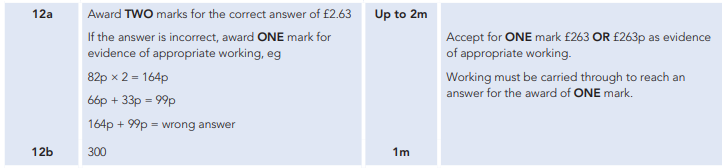 12a Award TWO marks for the correct answer of £2.63 Up to 2m
If the answer is incorrect, award ONE mark for
evidence of appropriate working, eg
82p × 2 = 164p
66p + 33p = 99p
164p + 99p = wrong answer
Accept for ONE mark £263 OR £263p as evidence
of appropriate working.
Working must be carried through to reach an
answer for the award of ONE mark.
12b 300 1m